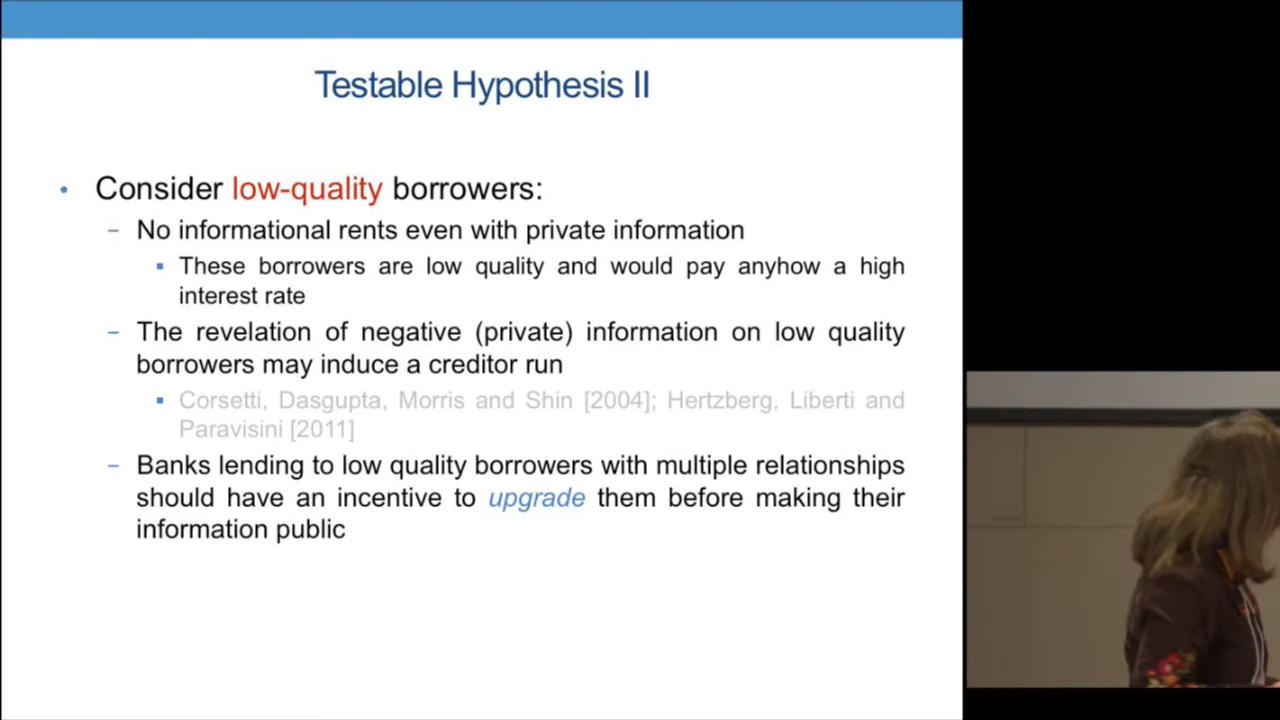 Testable Hypothesis II
• Consider low-quality borrowers:
– No informational rents even with private information
▪ These borrowers are low quality and would pay anyhow a high
interest rate
– The revelation of negative (private) information on low quality
borrowers may induce a creditor run
▪ Corsetti, Dasgupta, Morris and Shin [2004]; Hertzberg, Liberti and
Paravisini [2011]
– Banks lending to low quality borrowers with multiple relationships
should have an incentive to upgrade them before making their
information public